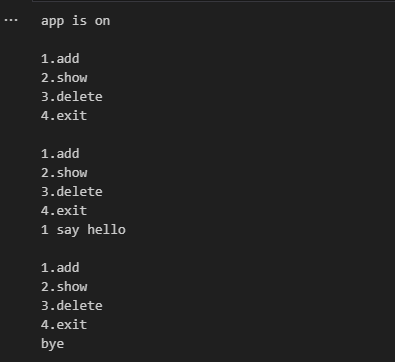 app is on
1.add
2.show
3.delete
4.exit
1.add
2.show
3.delete
4.exit
1 say hello
1.add
2.show
3.delete
4.exit
bye